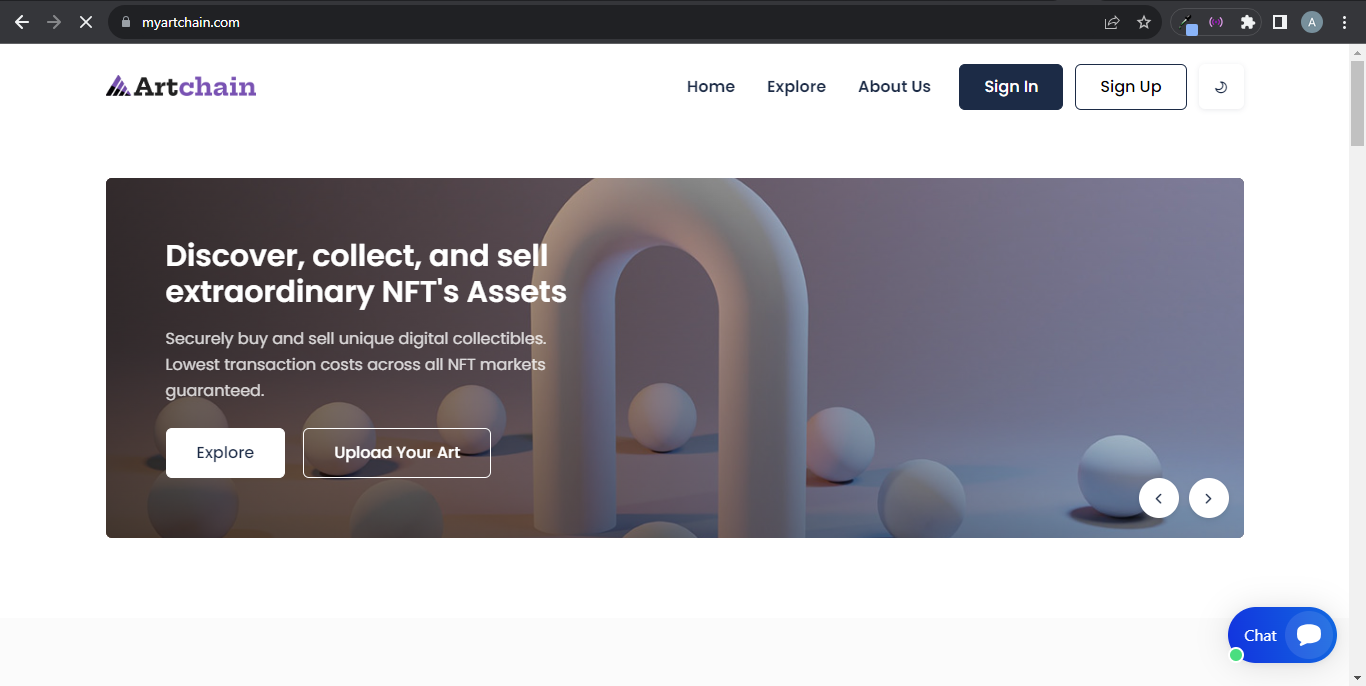 myartchain.com
A
Artchain
Home
Explore
About Us
Sign In
Sign Up
Discover, collect, and sell
extraordinary NFT's Assets
Securely buy and sell unique digital collectibles.
Lowest transaction costs across all NFT markets
guaranteed.
Explore
Upload Your Art
Chat